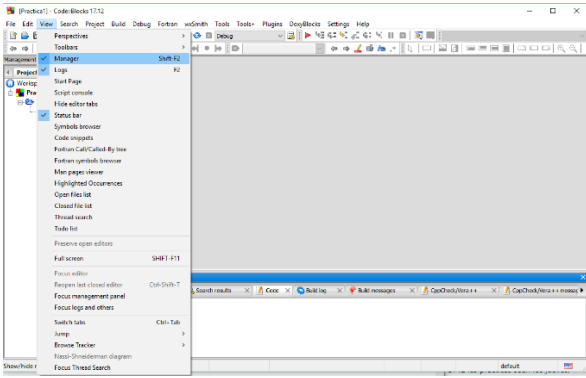 [Practica1] - Code::Blocks 17.12
File Edit View Search Project Build Debug Fortran wxSmith Tools Tools+ Plugins DoxyBlocks Settings Help
Perspectives
Debug
Toolbars
Management
Manager Shift-F2
Logs F2
Project
Start Page
Worksp
Script console
Pra
Hide editor tabs
Status bar
Symbols browser
Code snippets
Fortran Call/Called-By tree
Fortran symbols browser
Man pages viewer
Highlighted Occurrences
Open files list
Closed file list
Thread search
Todo list
Preserve open editors
Full screen SHIFT-F11
Focus editor
Reopen last closed editor Ctrl-Shift-T
Focus management panel
Focus logs and others
Search results Cccc Build log Build messages CppCheck/Vera++ CppCheck/Vera++ messag
Switch tabs Ctrl-Tab
Jump
Browse Tracker
Nassi-Shneiderman diagram
Focus Thread Search
Show/hide default